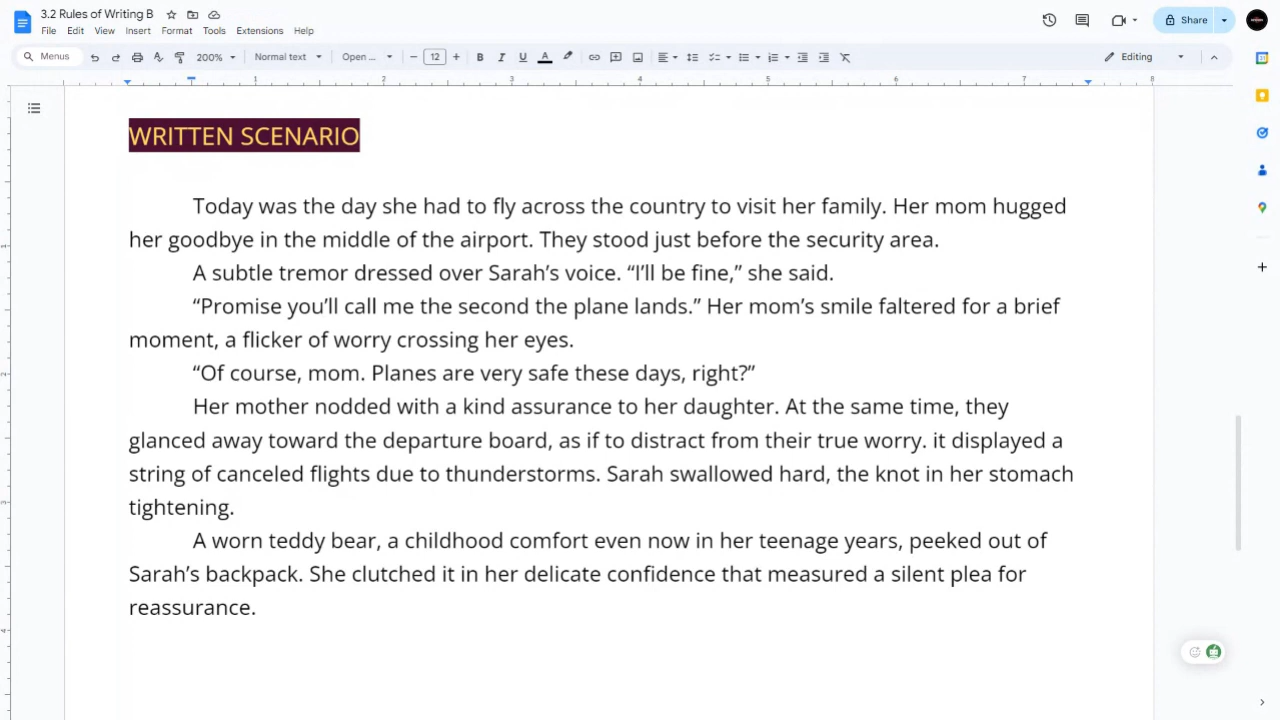 3.2 Rules of Writing B
File Edit View Insert Format Tools Extensions Help
Share
Menus 200% Normal text Open ... 12 B I U A Editing
1 2 3 4 5 6 7 8
WRITTEN SCENARIO
Today was the day she had to fly across the country to visit her family. Her mom hugged
her goodbye in the middle of the airport. They stood just before the security area.
A subtle tremor dressed over Sarah’s voice. “I’ll be fine,” she said.
“Promise you’ll call me the second the plane lands.” Her mom’s smile faltered for a brief
moment, a flicker of worry crossing her eyes.
“Of course, mom. Planes are very safe these days, right?”
Her mother nodded with a kind assurance to her daughter. At the same time, they
glanced away toward the departure board, as if to distract from their true worry. it displayed a
string of canceled flights due to thunderstorms. Sarah swallowed hard, the knot in her stomach
tightening.
A worn teddy bear, a childhood comfort even now in her teenage years, peeked out of
Sarah’s backpack. She clutched it in her delicate confidence that measured a silent plea for
reassurance.